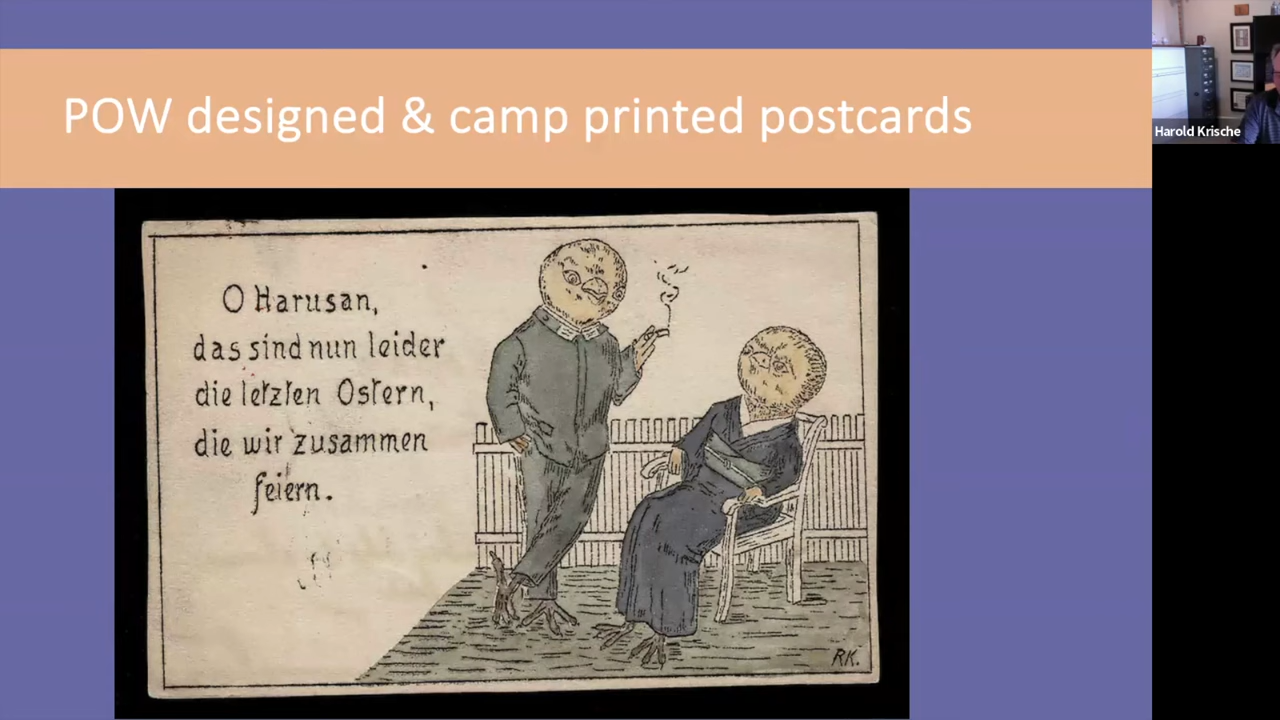 POW designed & camp printed postcards
Harold Krische
O Harusan,
das sind nun leider
die letzten Ostern,
die wir zusammen
feiern.
RK.